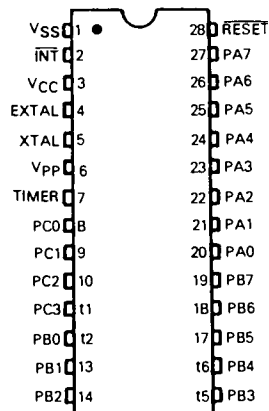 VSS 1 28 RESET
INT 2 27 PA7
VCC 3 26 PA6
EXTAL 4 25 PA5
XTAL 5 24 PA4
VPP 6 23 PA3
TIMER 7 22 PA2
PC0 8 21 PA1
PC1 9 20 PA0
PC2 10 19 PB7
PC3 t1 1B PB6
PB0 t2 17 PB5
PB1 13 t6 PB4
PB2 14 t5 PB3